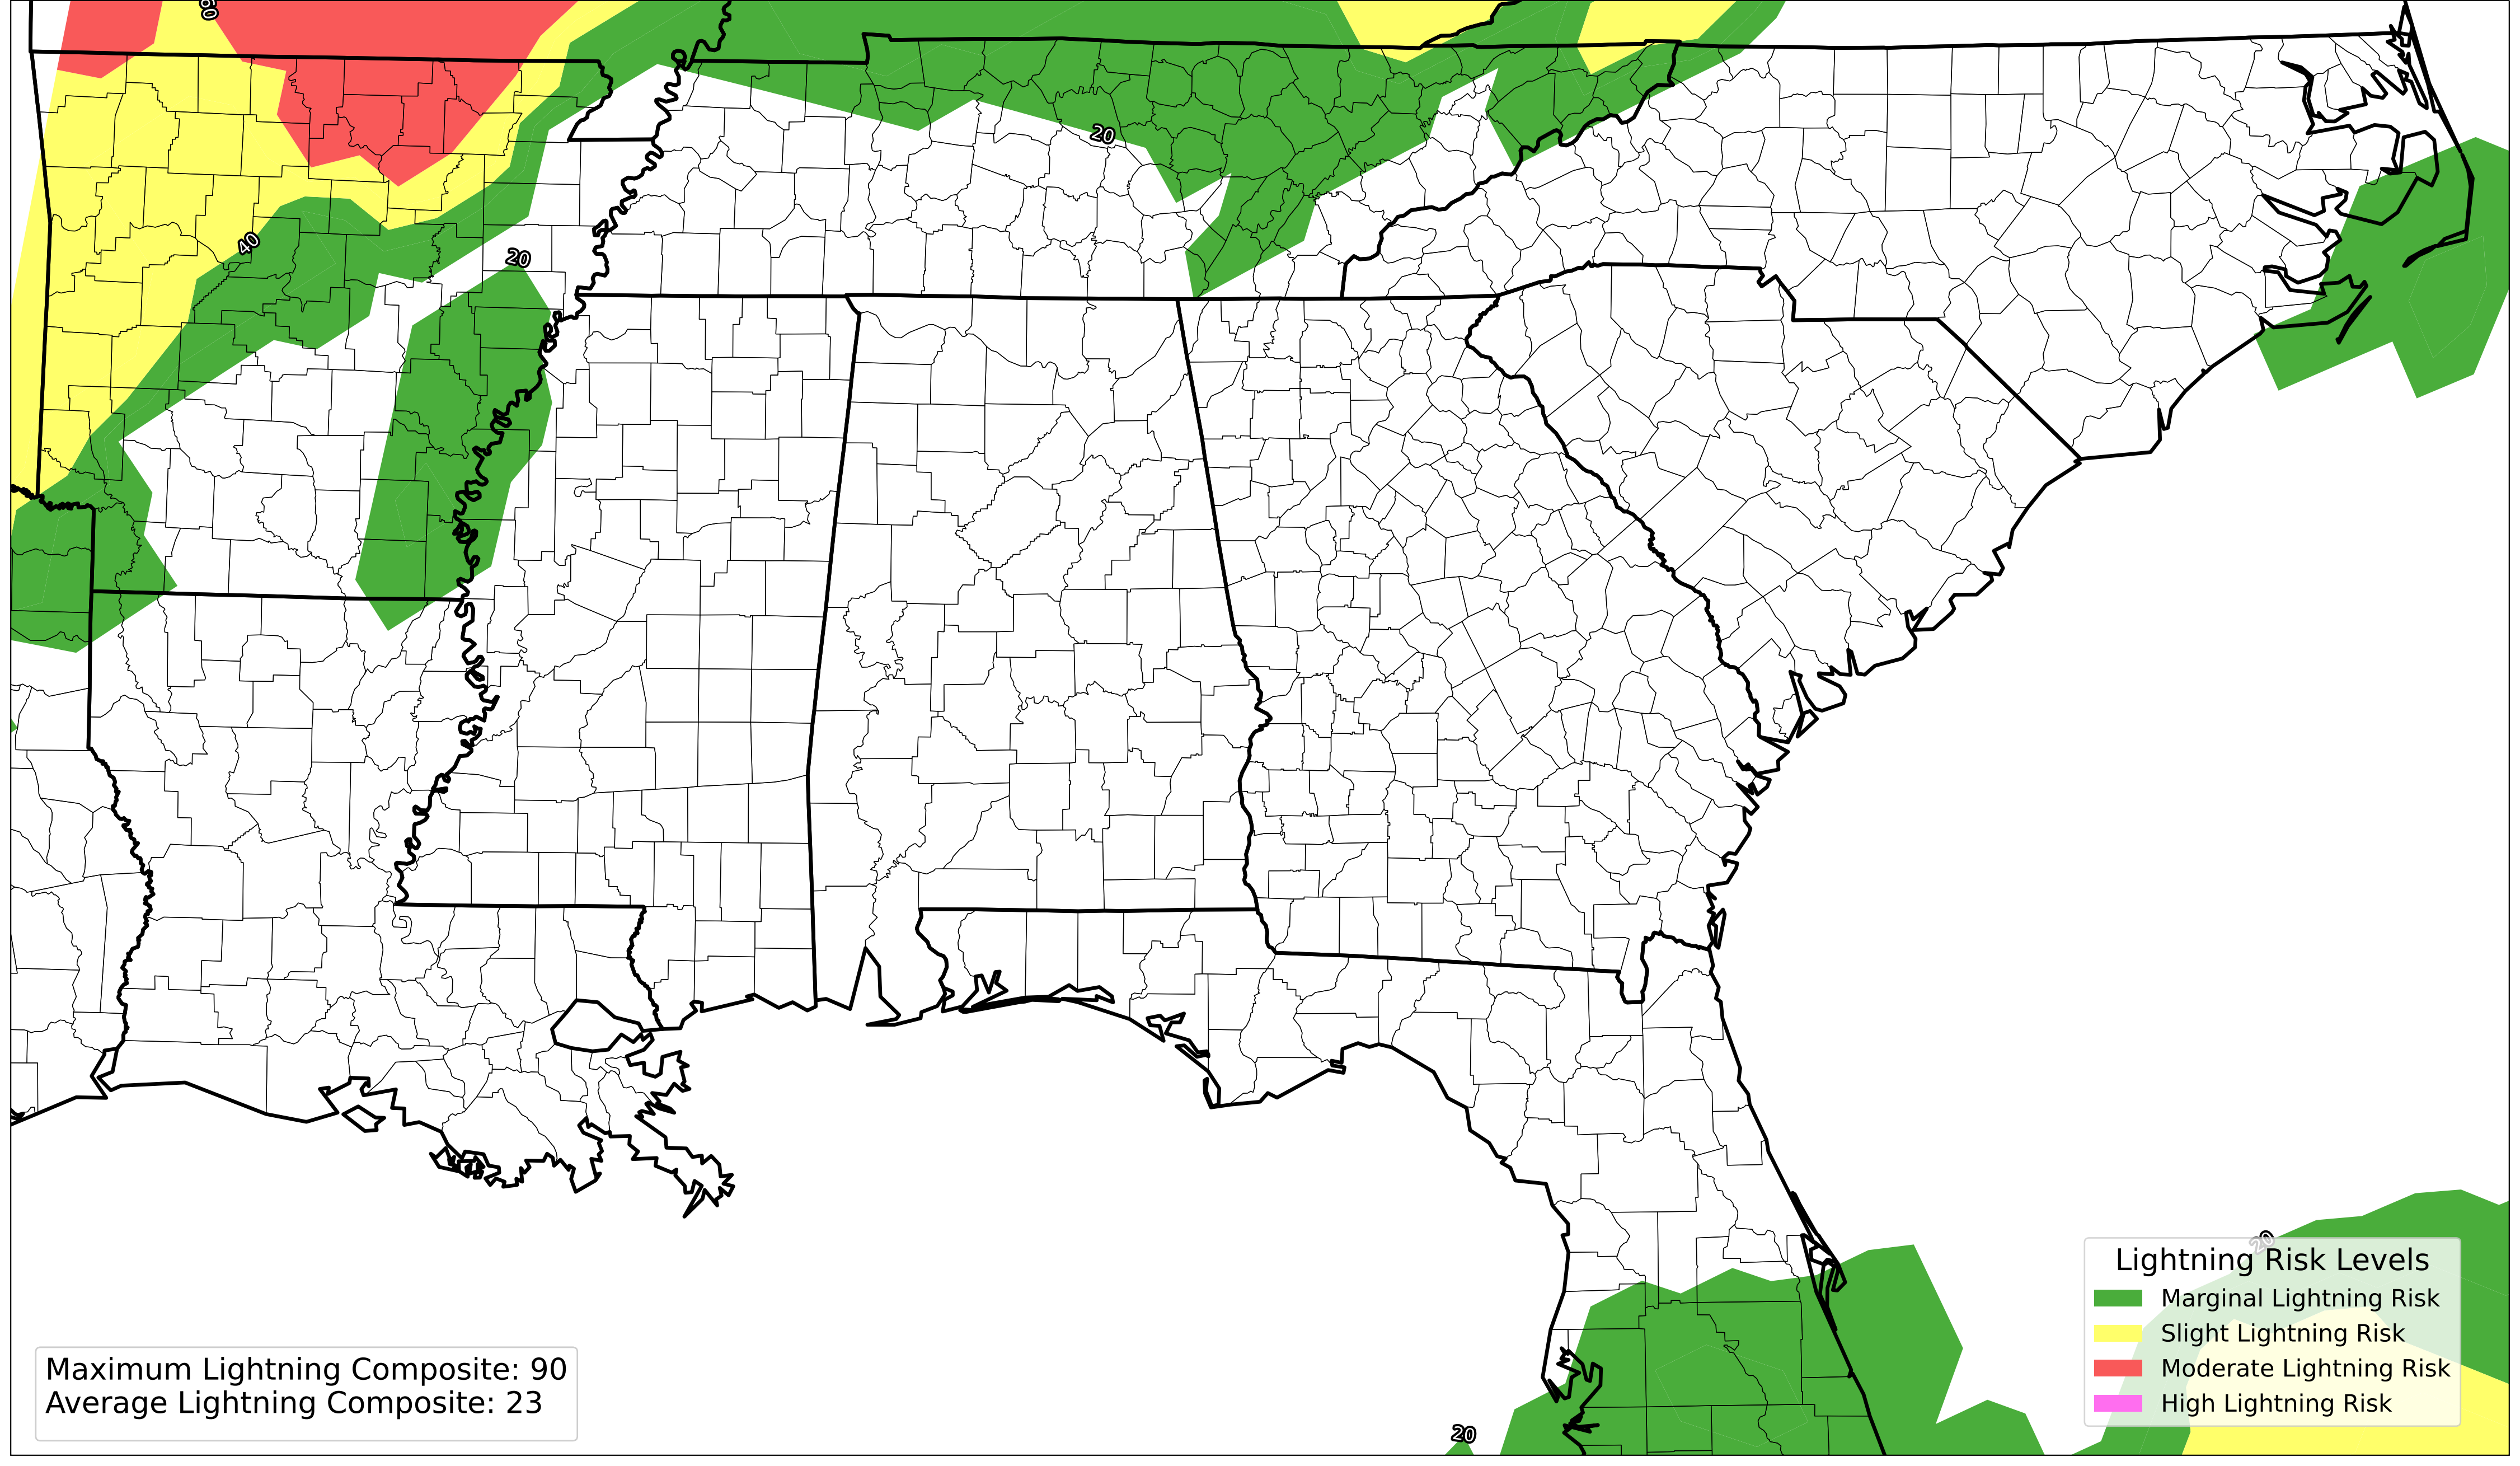 20
40
20
20
Lightning Risk Levels
Marginal Lightning Risk
Slight Lightning Risk
Moderate Lightning Risk
High Lightning Risk
Maximum Lightning Composite: 90
Average Lightning Composite: 23
20